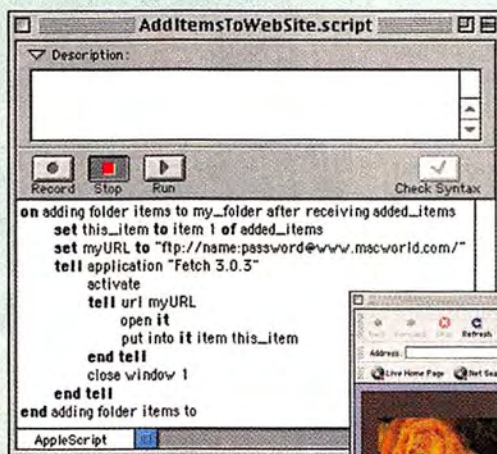 AddItemsToWebSite.script
Description:
Record Stop Run Check Syntax
on adding folder items to my_folder after receiving added_items
set this_item to item 1 of added_items
set myURL to "ftp://name:password@www.macworld.com/"
tell application "Fetch 3.0.3"
activate
tell url myURL
open it
put into it item this_item
end tell
close window 1
end tell
end adding folder items to
AppleScript
Refresh
Address:
Live Home Page Net Sea